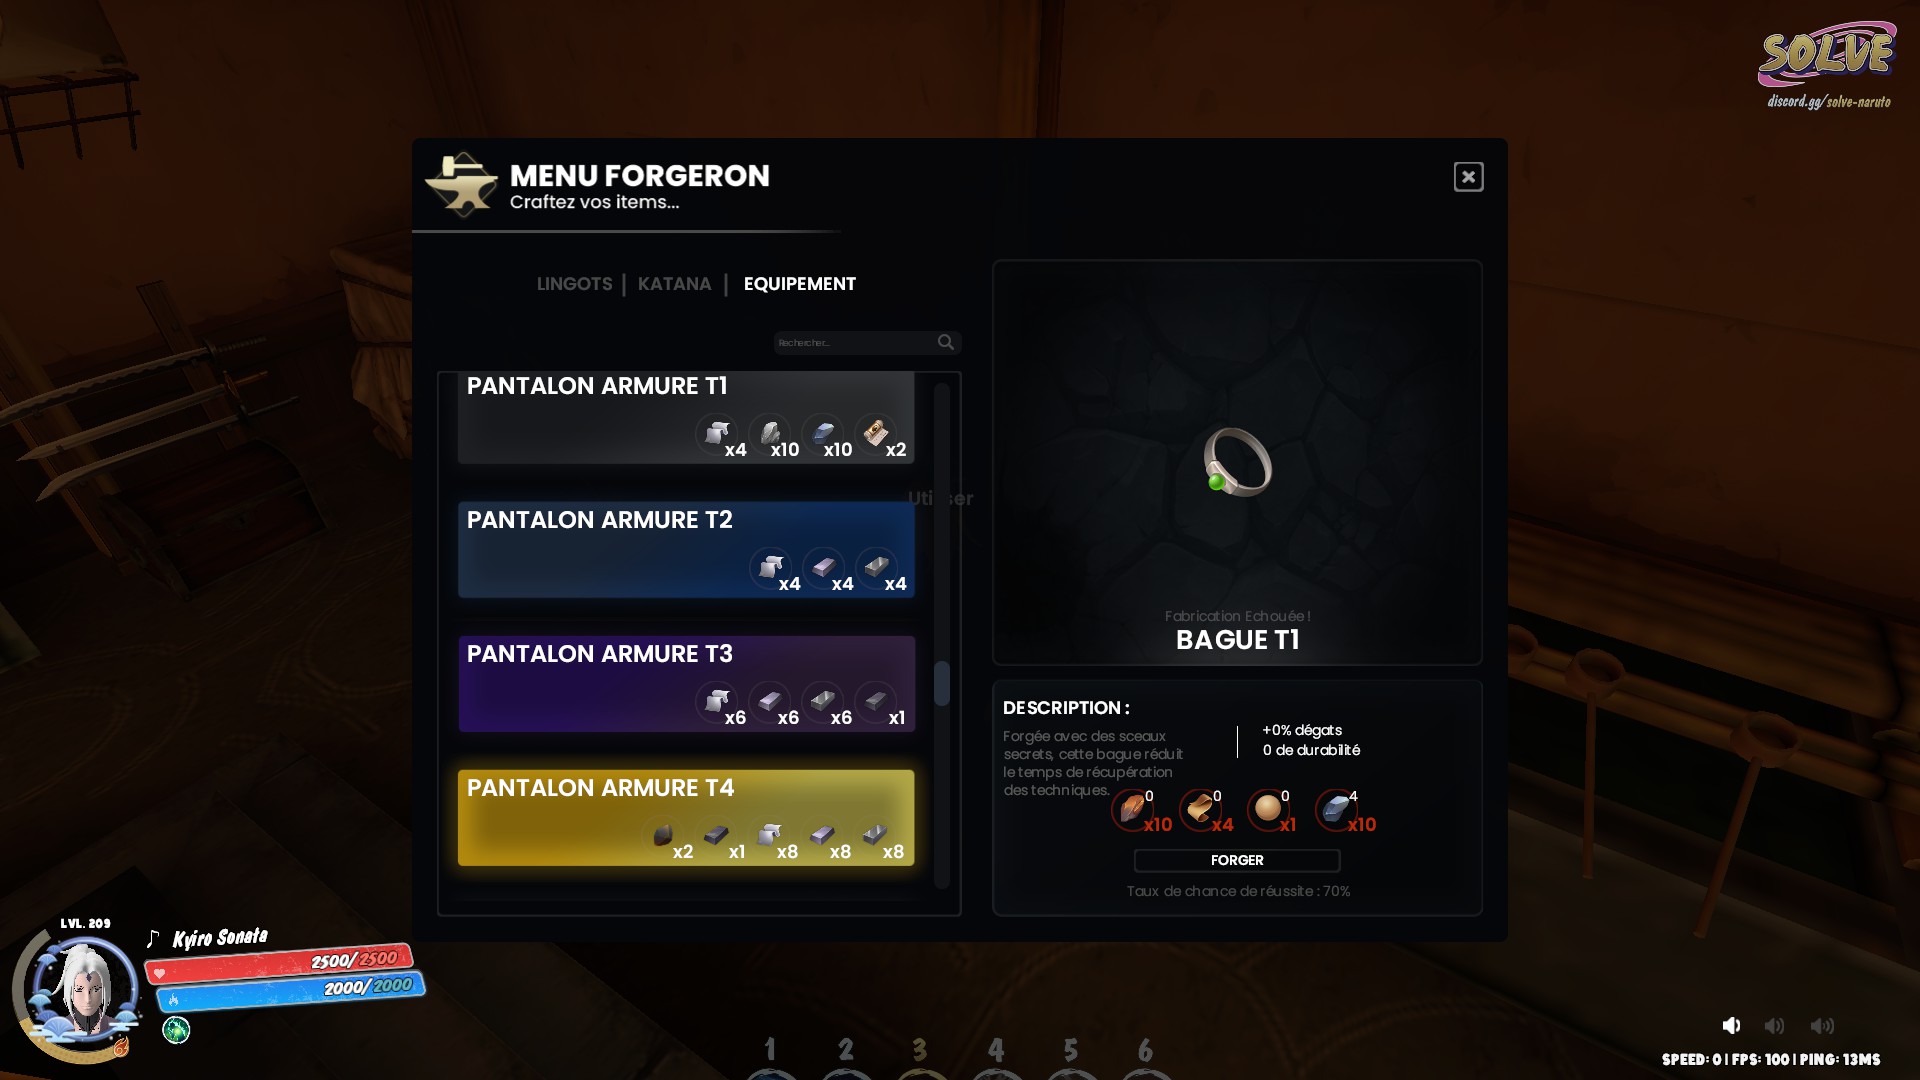 SOLVE
discord.gg/solve-naruto
MENU FORGERON
Craftez vos items...
LINGOTS | KATANA | EQUIPEMENT
Rechercher...
PANTALON ARMURE T1
x4 x10 x10 x2
PANTALON ARMURE T2
x4 x4 x4
PANTALON ARMURE T3
x6 x6 x6 x1
PANTALON ARMURE T4
x2 x1 x8 x8 x8
Fabrication Echouée !
BAGUE T1
DESCRIPTION :
Forgée avec des sceaux
secrets, cette bague réduit
le temps de récupération
des techniques.
+0% dégats
0 de durabilité
0 0 0 4
x10 x4 x1 x10
FORGER
Taux de chance de réussite : 70%
LVL. 209
Kyiro Sonata
2500/2500
2000/2000
1 2 3 4 5 6
SPEED: 0 | FPS: 100 | PING: 13MS